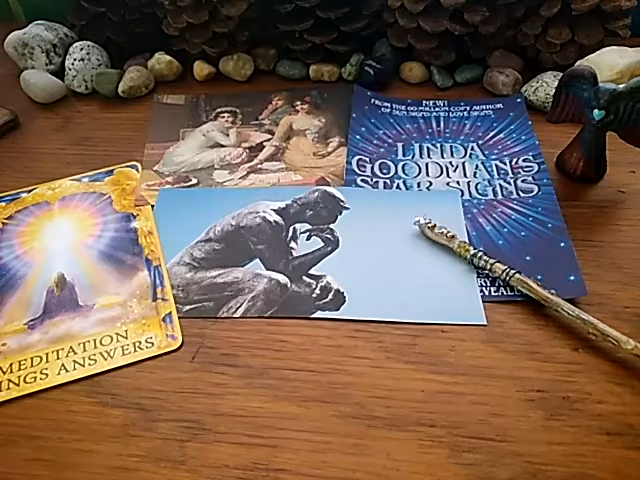 NEW!
FROM THE 60-MILLION-COPY AUTHOR
OF SUN SIGNS AND LOVE SIGNS
LINDA
GOODMAN'S
STAR SIGNS
MEDITATION
INGS ANSWERS